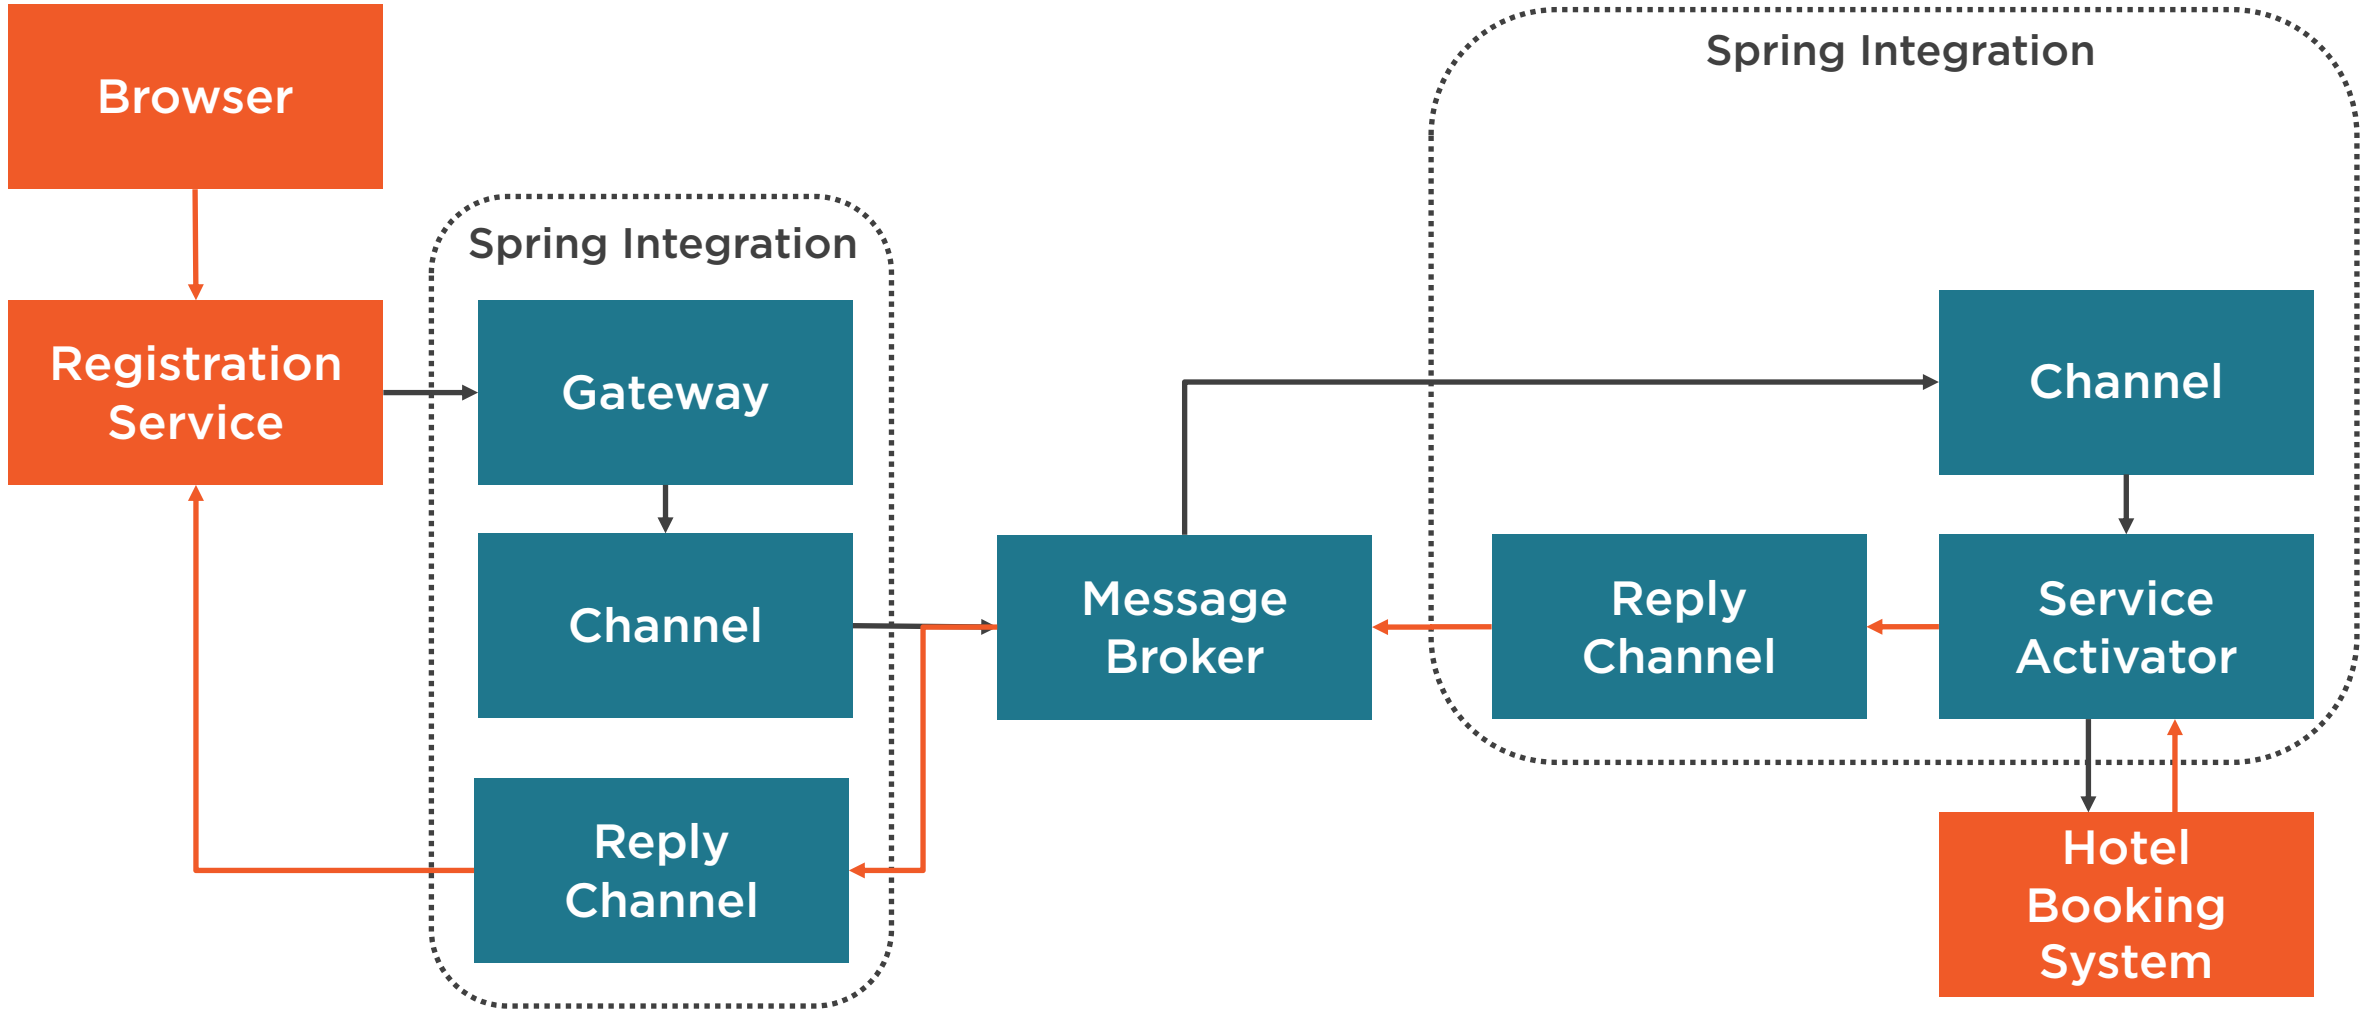 Browser
Registration
Service
Spring Integration
Gateway
Channel
Reply
Channel
Message
Broker
Spring Integration
Channel
Reply
Channel
Service
Activator
Hotel
Booking
System